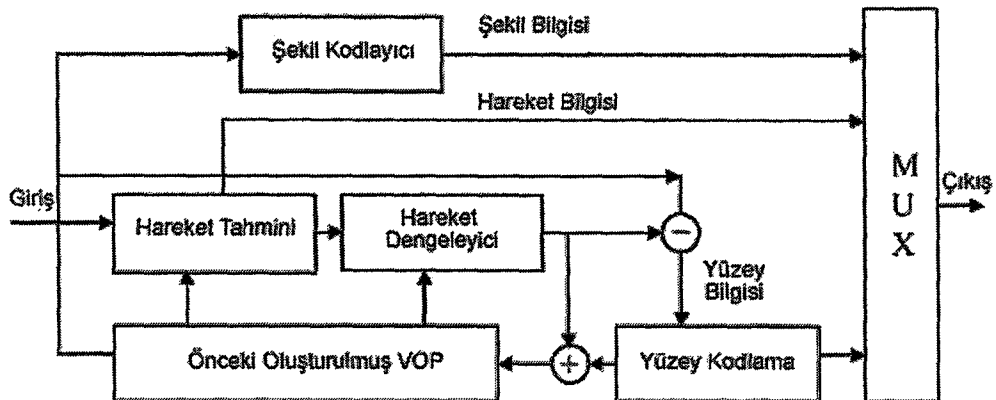 Şekil Kodlayıcı
Şekil Bilgisi
Hareket Bilgisi
Giriş
Hareket Tahmini
Hareket
Dengeleyici
−
Yüzey
Bilgisi
Önceki Oluşturulmuş VOP
+
Yüzey Kodlama
M
U
X
Çıkış